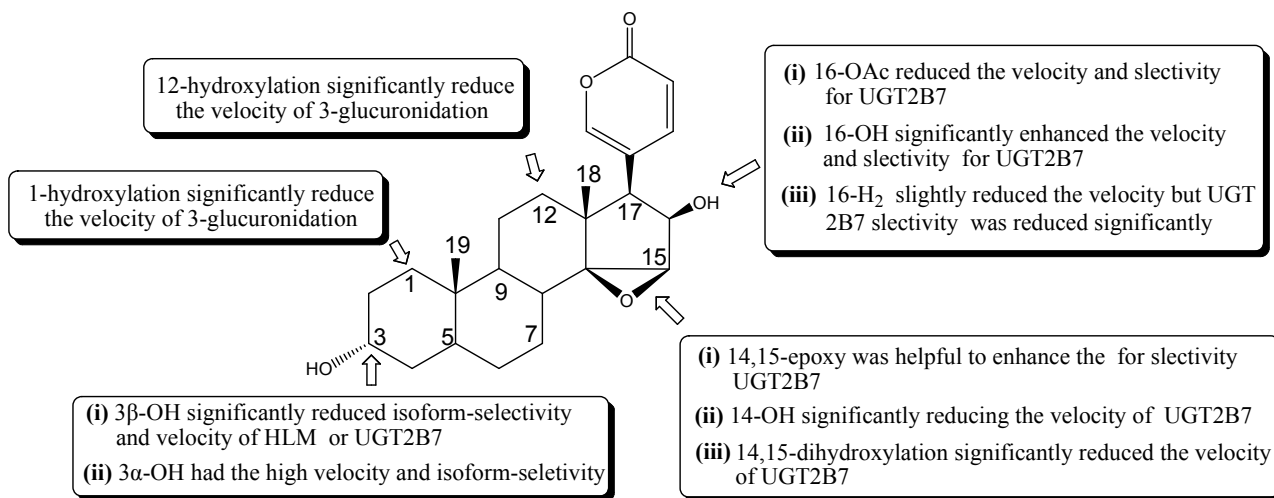 12-hydroxylation significantly reduce
the velocity of 3-glucuronidation
1-hydroxylation significantly reduce
the velocity of 3-glucuronidation
(i) 16-OAc reduced the velocity and slectivity
for UGT2B7
(ii) 16-OH significantly enhanced the velocity
and slectivity for UGT2B7
(iii) 16-H₂ slightly reduced the velocity but UGT
2B7 slectivity was reduced significantly
O
O
18
12
17
OH
19
15
1
9
O
3
5
7
HO
(i) 3β-OH significantly reduced isoform-selectivity
and velocity of HLM or UGT2B7
(ii) 3α-OH had the high velocity and isoform-seletivity
(i) 14,15-epoxy was helpful to enhance the for slectivity
UGT2B7
(ii) 14-OH significantly reducing the velocity of UGT2B7
(iii) 14,15-dihydroxylation significantly reduced the velocity
of UGT2B7